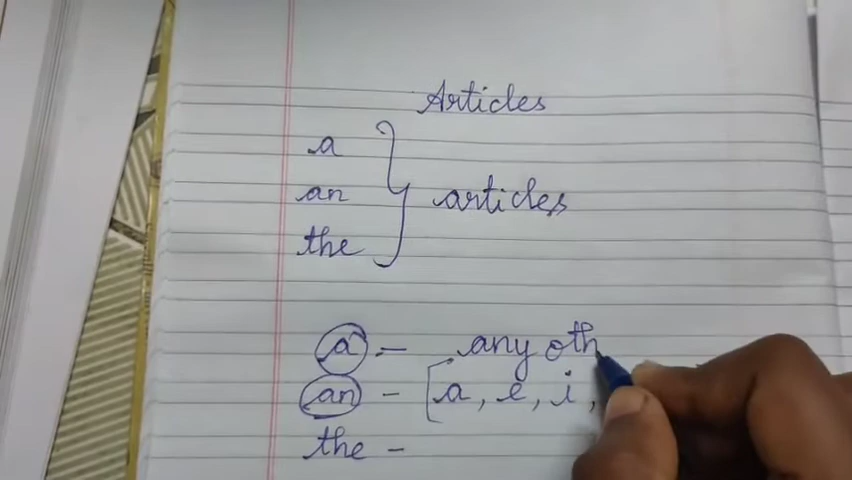 Articles
a
an
the
articles
a - any oth
an - [a, e, i,
the -